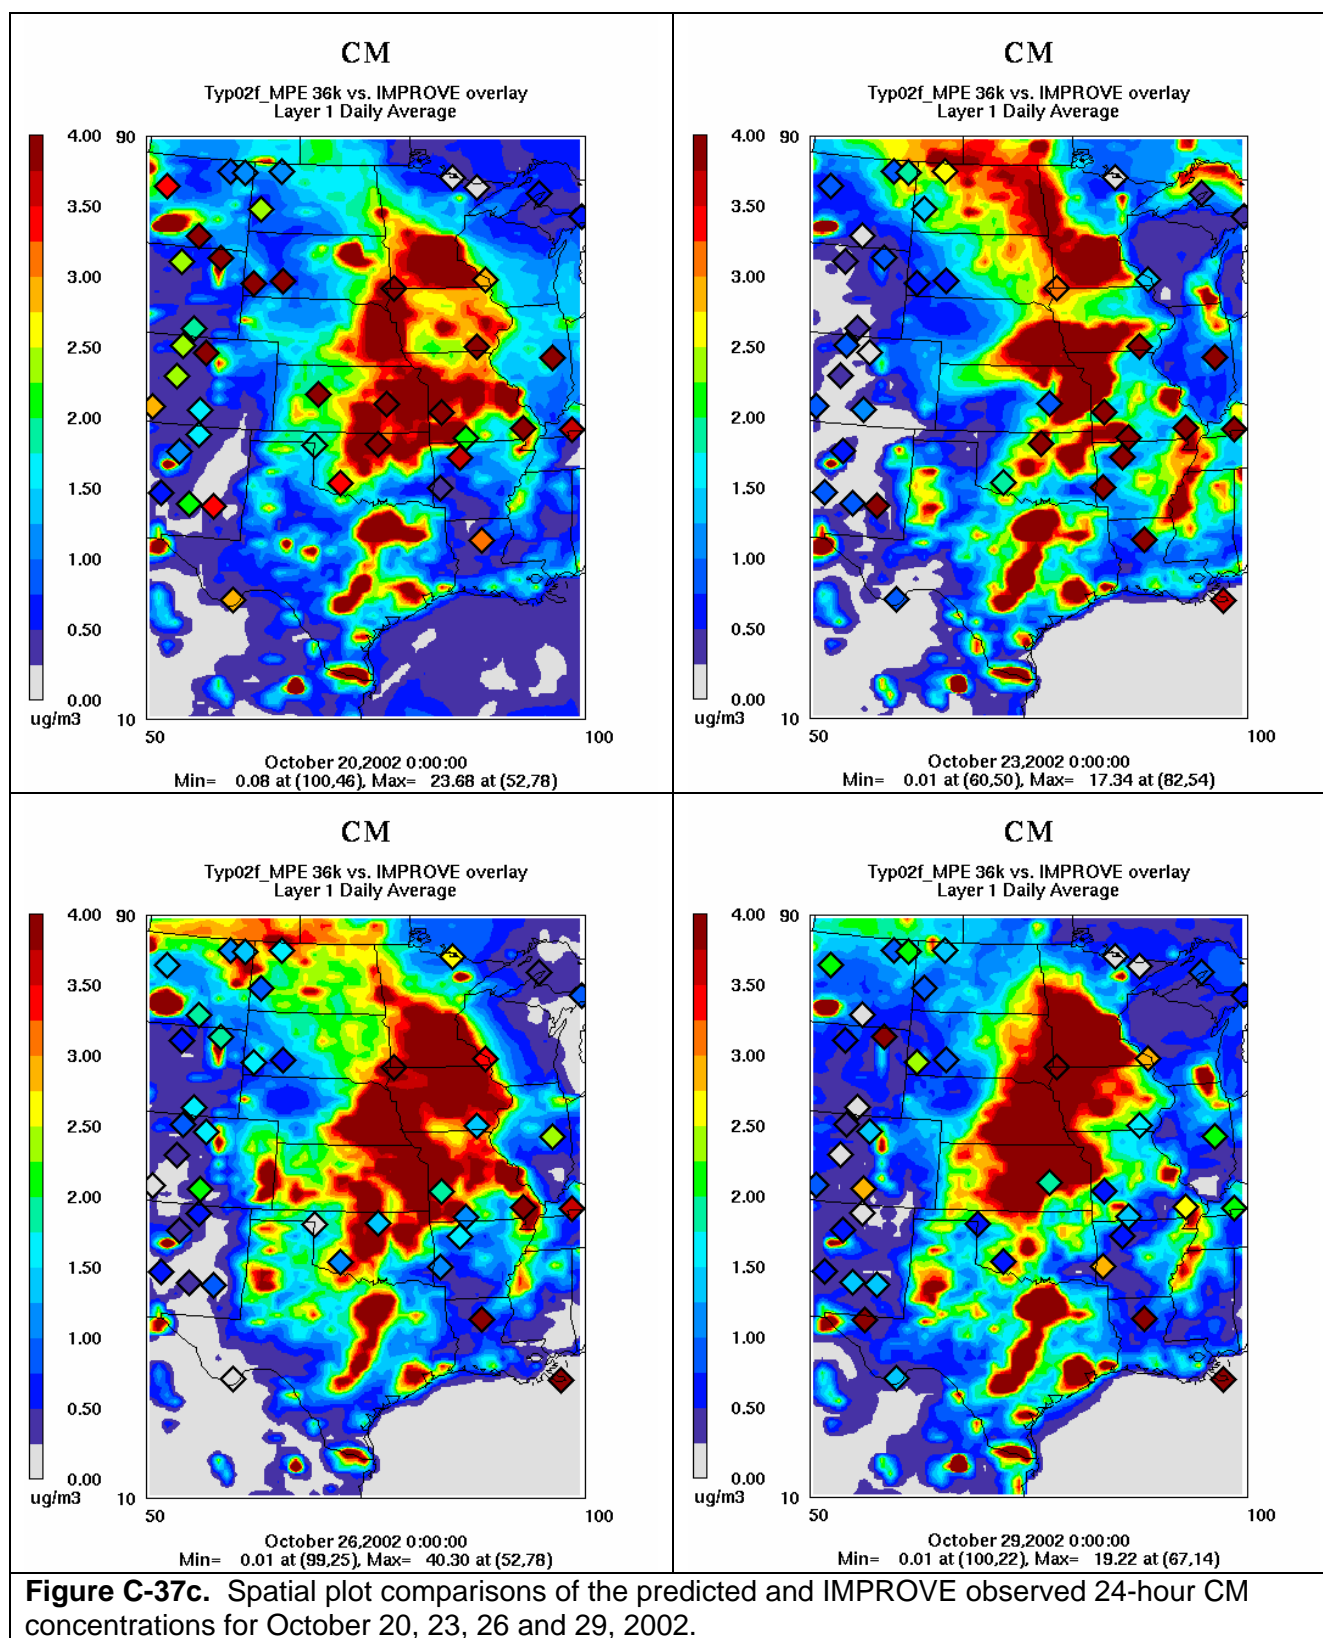 CM
Typ02f_MPE 36k vs. IMPROVE overlay
Layer 1 Daily Average
90
4.00
3.50
3.00
2.50
2.00
1.50
1.00
0.50
0.00
ug/m3
10
50
100
October 20,2002 0:00:00
Min= 0.08 at (100,46), Max= 23.68 at (52,78)
CM
Typ02f_MPE 36k vs. IMPROVE overlay
Layer 1 Daily Average
90
4.00
3.50
3.00
2.50
2.00
1.50
1.00
0.50
0.00
ug/m3
10
50
100
October 23,2002 0:00:00
Min= 0.01 at (60,50), Max= 17.34 at (82,54)
CM
Typ02f_MPE 36k vs. IMPROVE overlay
Layer 1 Daily Average
90
4.00
3.50
3.00
2.50
2.00
1.50
1.00
0.50
0.00
ug/m3
10
50
100
October 26,2002 0:00:00
Min= 0.01 at (99,25), Max= 40.30 at (52,78)
CM
Typ02f_MPE 36k vs. IMPROVE overlay
Layer 1 Daily Average
90
4.00
3.50
3.00
2.50
2.00
1.50
1.00
0.50
0.00
ug/m3
10
50
100
October 29,2002 0:00:00
Min= 0.01 at (100,22), Max= 19.22 at (67,14)
Figure C-37c. Spatial plot comparisons of the predicted and IMPROVE observed 24-hour CM
concentrations for October 20, 23, 26 and 29, 2002.